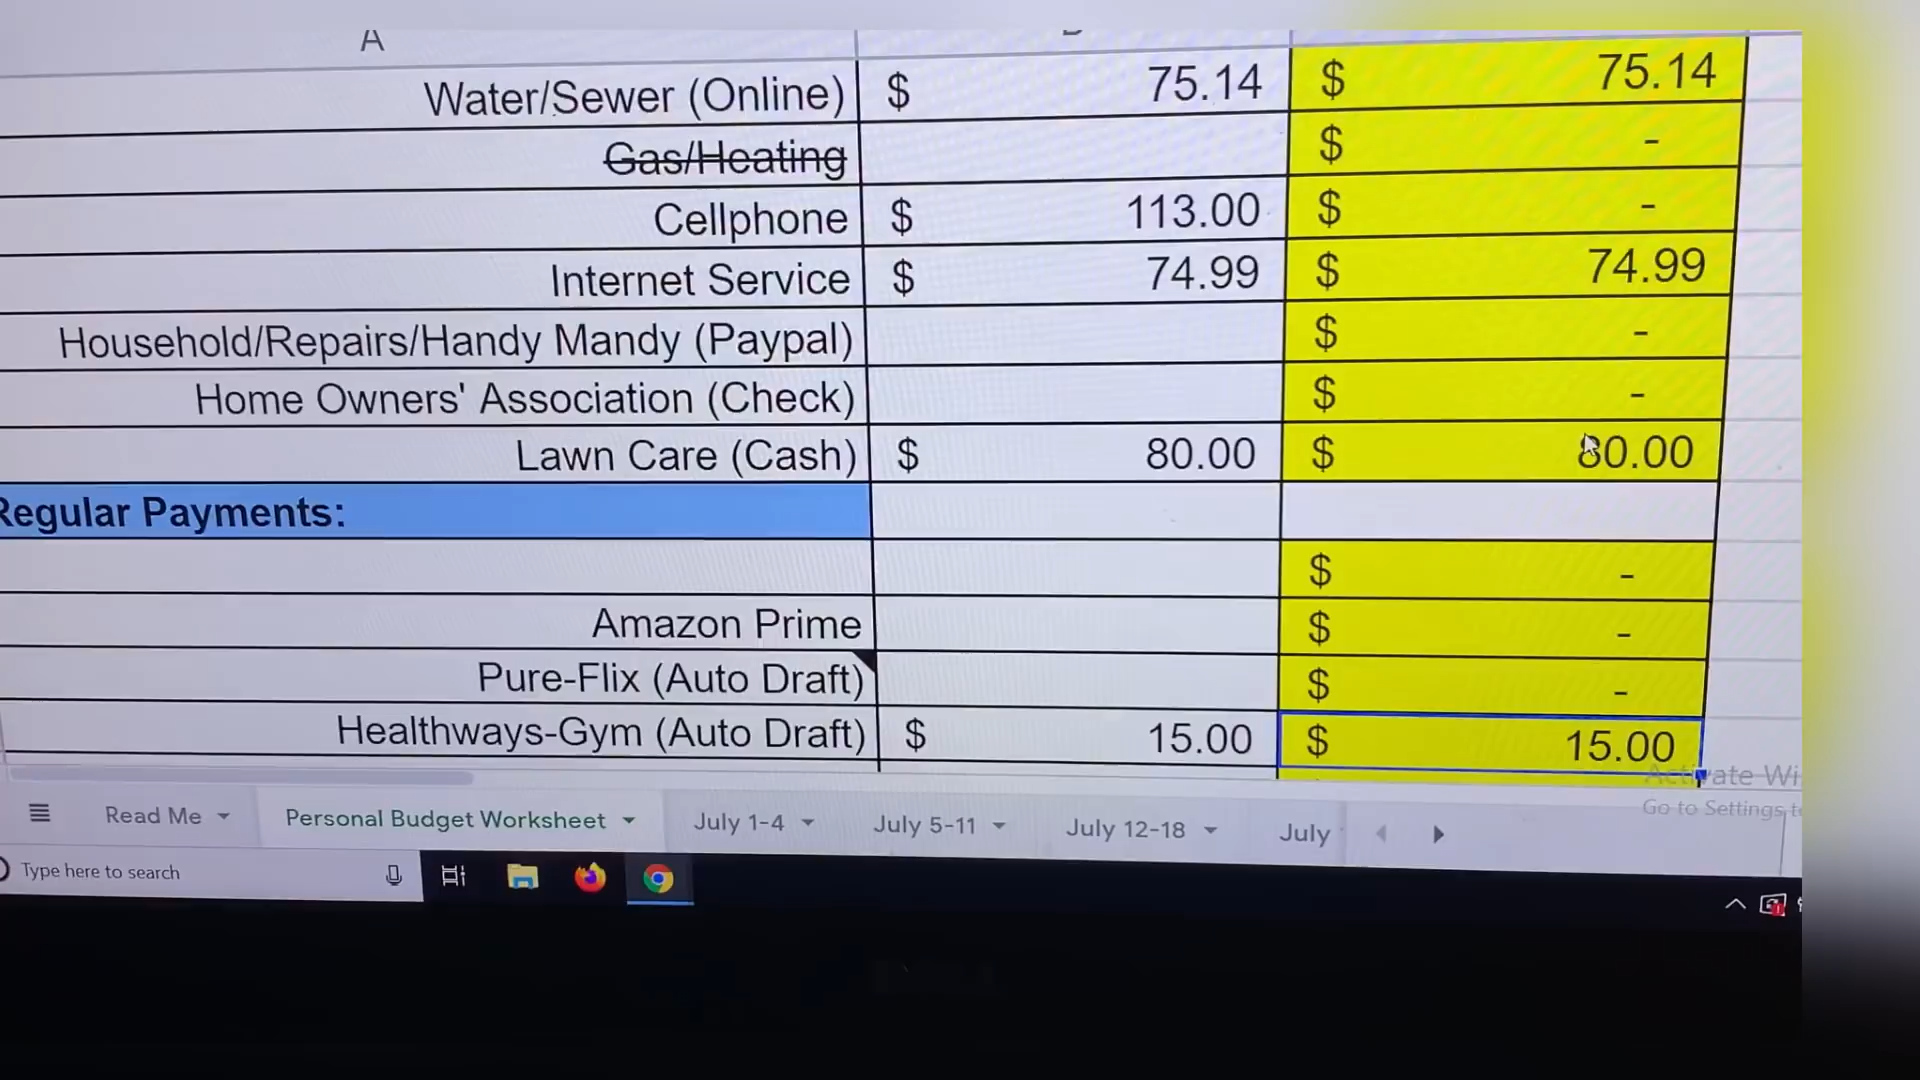 A
Water/Sewer (Online) $ 75.14 $ 75.14
Gas/Heating $ -
Cellphone $ 113.00 $ -
Internet Service $ 74.99 $ 74.99
Household/Repairs/Handy Mandy (Paypal) $ -
Home Owners' Association (Check) $ -
Lawn Care (Cash) $ 80.00 $ 80.00
Regular Payments:
$ -
Amazon Prime $ -
Pure-Flix (Auto Draft) $ -
Healthways-Gym (Auto Draft) $ 15.00 $ 15.00
Activate Wi
Go to Settings t
Read Me Personal Budget Worksheet July 1-4 July 5-11 July 12-18 July
Type here to search